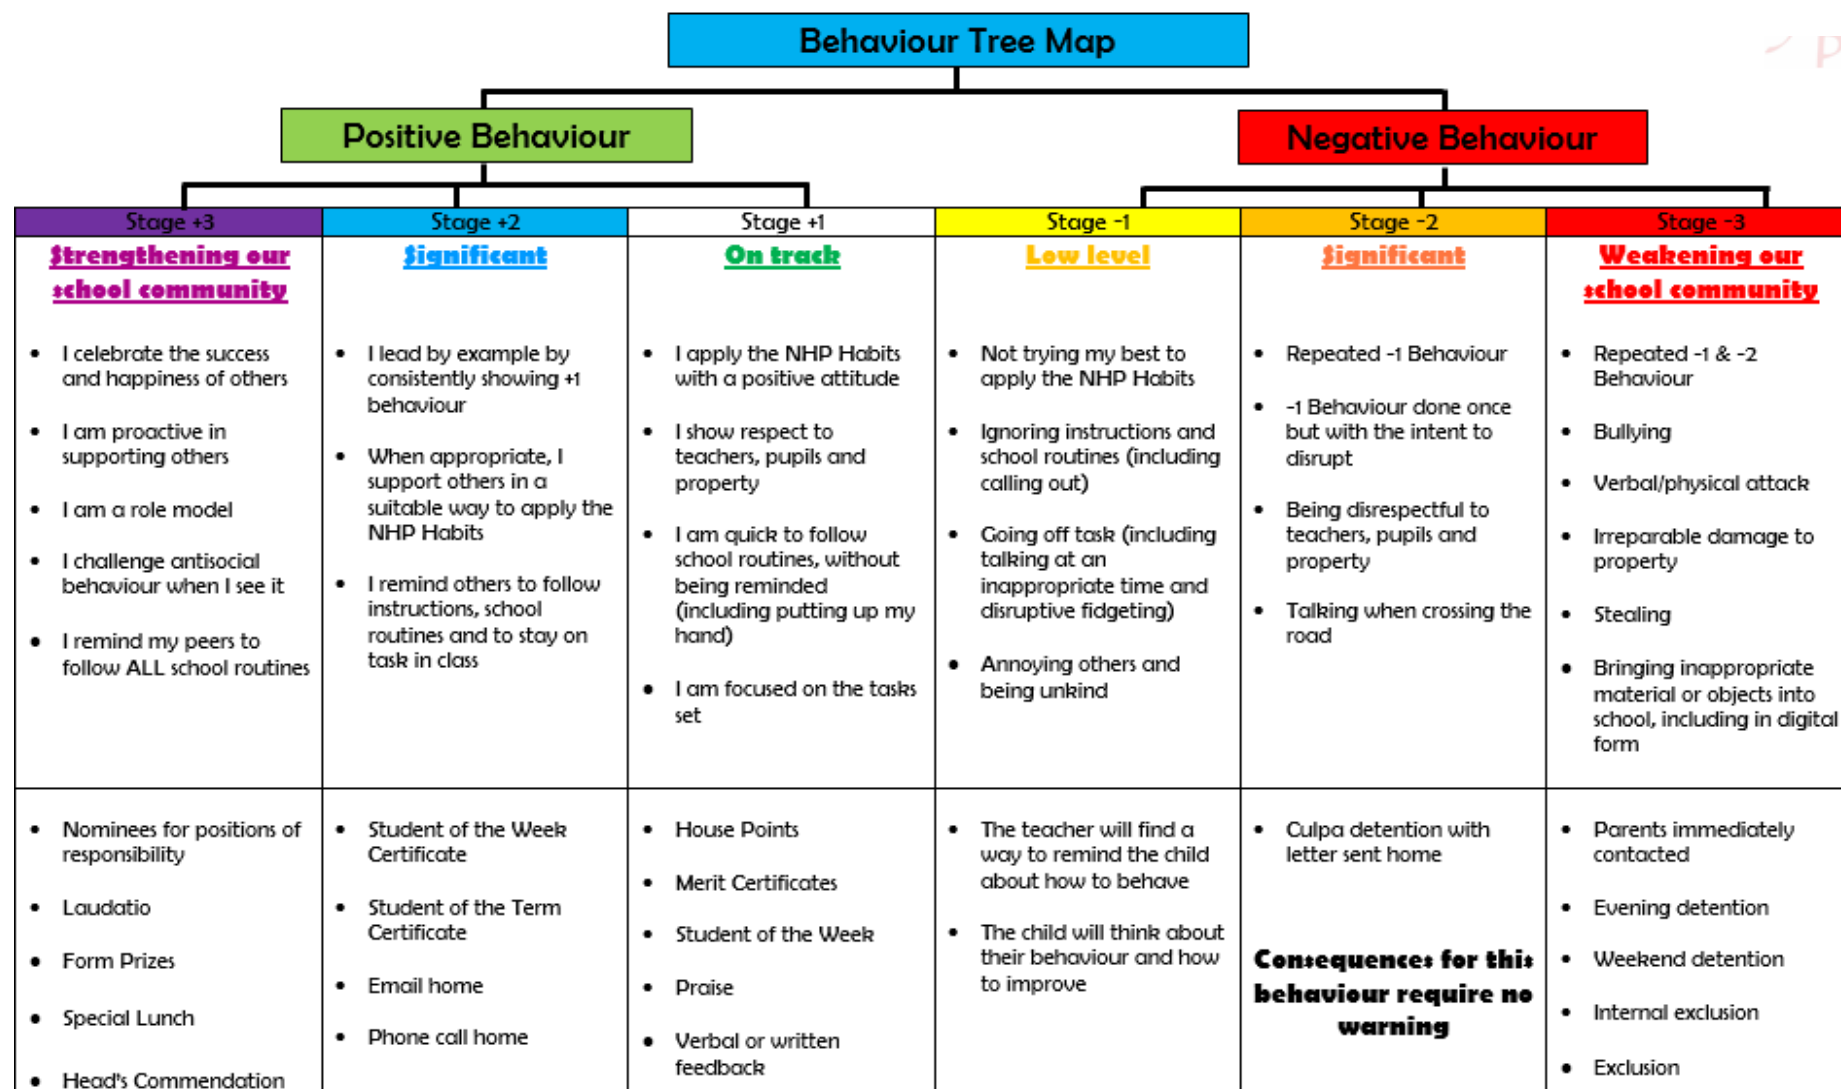 Behaviour Tree Map
Positive Behaviour
Negative Behaviour
Stage +3
Strengthening our
school community
• I celebrate the success
and happiness of others
• I am proactive in
supporting others
• I am a role model
• I challenge antisocial
behaviour when I see it
• I remind my peers to
follow ALL school routines
• Nominees for positions of
responsibility
• Laudatio
• Form Prizes
• Special Lunch
• Head's Commendation
Stage +2
Significant
• I lead by example by
consistently showing +1
behaviour
• When appropriate, I
support others in a
suitable way to apply the
NHP Habits
• I remind others to follow
instructions, school
routines and to stay on
task in class
• Student of the Week
Certificate
• Student of the Term
Certificate
• Email home
• Phone call home
Stage +1
On track
• I apply the NHP Habits
with a positive attitude
• I show respect to
teachers, pupils and
property
• I am quick to follow
school routines, without
being reminded
(including putting up my
hand)
• I am focused on the tasks
set
• House Points
• Merit Certificates
• Student of the Week
• Praise
• Verbal or written
feedback
Stage -1
Low level
• Not trying my best to
apply the NHP Habits
• Ignoring instructions and
school routines (including
calling out)
• Going off task (including
talking at an
inappropriate time and
disruptive fidgeting)
• Annoying others and
being unkind
• The teacher will find a
way to remind the child
about how to behave
• The child will think about
their behaviour and how
to improve
Stage -2
Significant
• Repeated -1 Behaviour
• -1 Behaviour done once
but with the intent to
disrupt
• Being disrespectful to
teachers, pupils and
property
• Talking when crossing the
road
• Culpa detention with
letter sent home
Consequences for this
behaviour require no
warning
Stage -3
Weakening our
school community
• Repeated -1 & -2
Behaviour
• Bullying
• Verbal/physical attack
• Irreparable damage to
property
• Stealing
• Bringing inappropriate
material or objects into
school, including in digital
form
• Parents immediately
contacted
• Evening detention
• Weekend detention
• Internal exclusion
• Exclusion